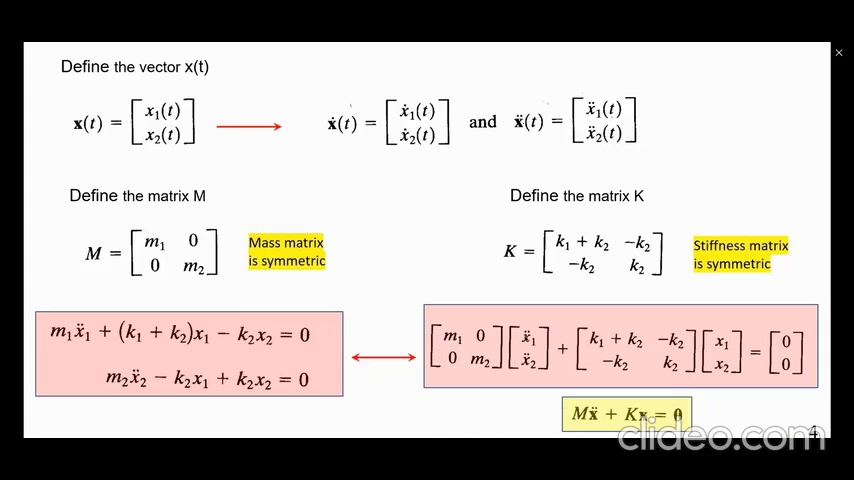 Define the vector x(t)
x(t) = [x₁(t) x₂(t)] ẋ(t) = [ẋ₁(t) ẋ₂(t)] and ẍ(t) = [ẍ₁(t) ẍ₂(t)]
Define the matrix M
Define the matrix K
M = [m₁ 0 0 m₂]
Mass matrix
is symmetric
K = [k₁ + k₂ −k₂ −k₂ k₂]
Stiffness matrix
is symmetric
m₁ẍ₁ + (k₁ + k₂)x₁ − k₂x₂ = 0
m₂ẍ₂ − k₂x₁ + k₂x₂ = 0
[m₁ 0 0 m₂][ẍ₁ ẍ₂] + [k₁ + k₂ −k₂ −k₂ k₂][x₁ x₂] = [0 0]
Mẍ + Kx = 0
4
clideo.com